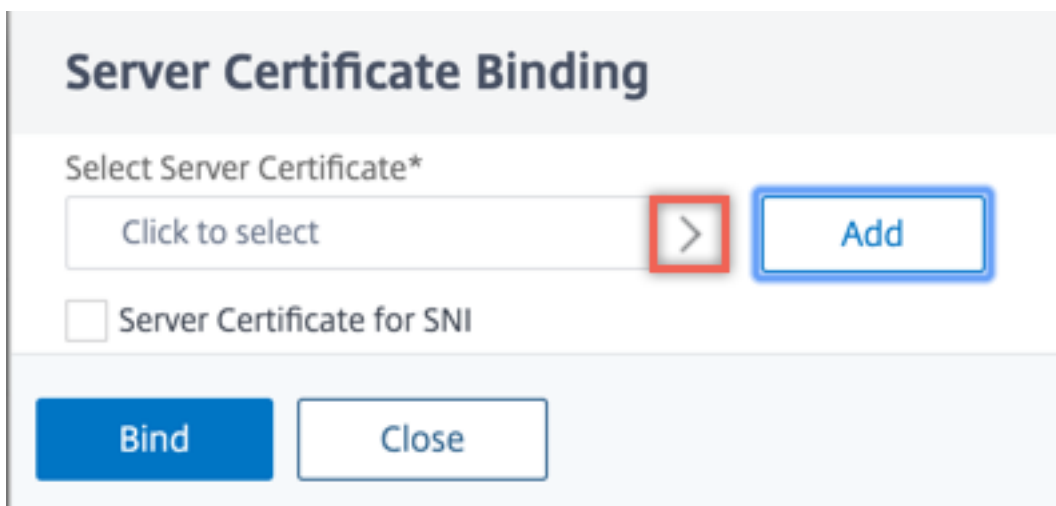 Server Certificate Binding
Select Server Certificate*
Click to select
Add
Server Certificate for SNI
Bind
Close